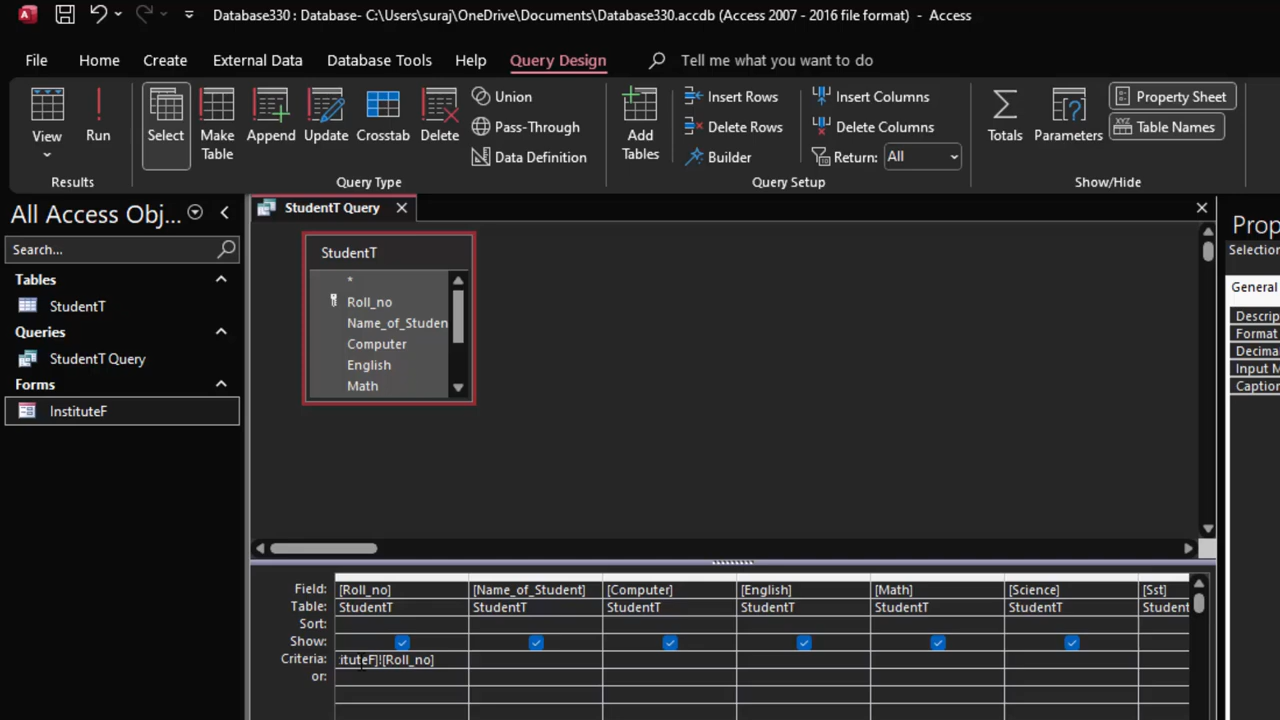 Database330 : Database- C:\Users\suraj\OneDrive\Documents\Database330.accdb (Access 2007 - 2016 file format) - Access
File Home Create External Data Database Tools Help Query Design Tell me what you want to do
View
Run
Select
Make Table
Append
Update
Crosstab
Delete
Union
Pass-Through
Data Definition
Add Tables
Insert Rows
Delete Rows
Builder
Insert Columns
Delete Columns
Return: All
Totals
Parameters
Property Sheet
XYZ Table Names
Results Query Type Query Setup Show/Hide
All Access Obj...
Search...
Tables
StudentT
Queries
StudentT Query
Forms
InstituteF
StudentT Query
StudentT
*
Roll_no
Name_of_Studen
Computer
English
Math
Prop
Selection
General
Descrip
Format
Decima
Input M
Caption
Field: [Roll_no] [Name_of_Student] [Computer] [English] [Math] [Science] [Sst]
Table: StudentT StudentT StudentT StudentT StudentT StudentT Student
Sort:
Show:
Criteria: ituteF]![Roll_no]
or: